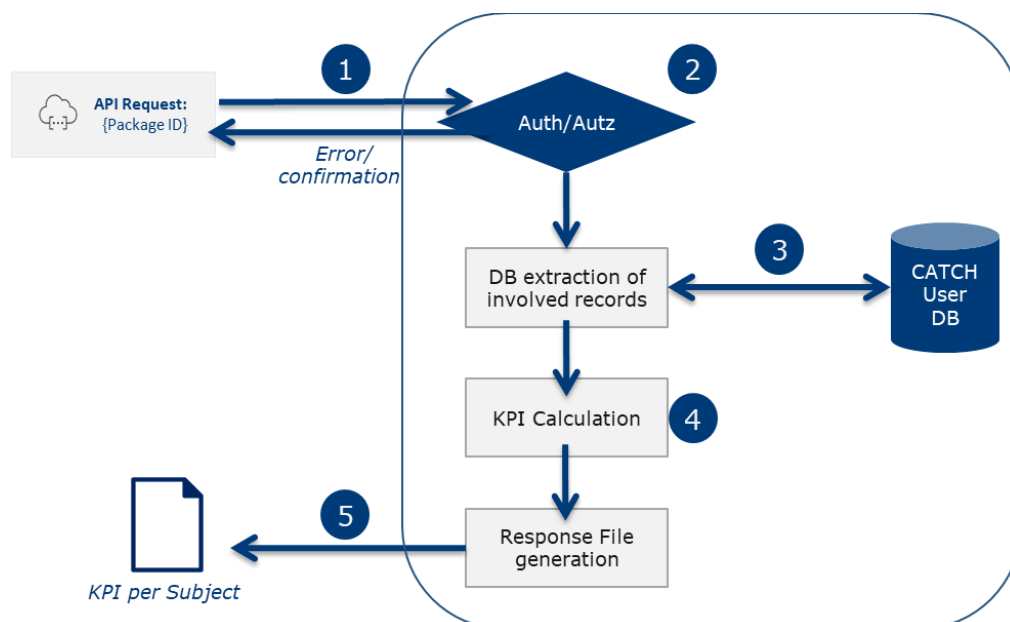 1
2
API Request:
{Package ID}
Auth/Autz
Error/
confirmation
3
DB extraction of
involved records
CATCH
User
DB
KPI Calculation
4
5
Response File
generation
KPI per Subject